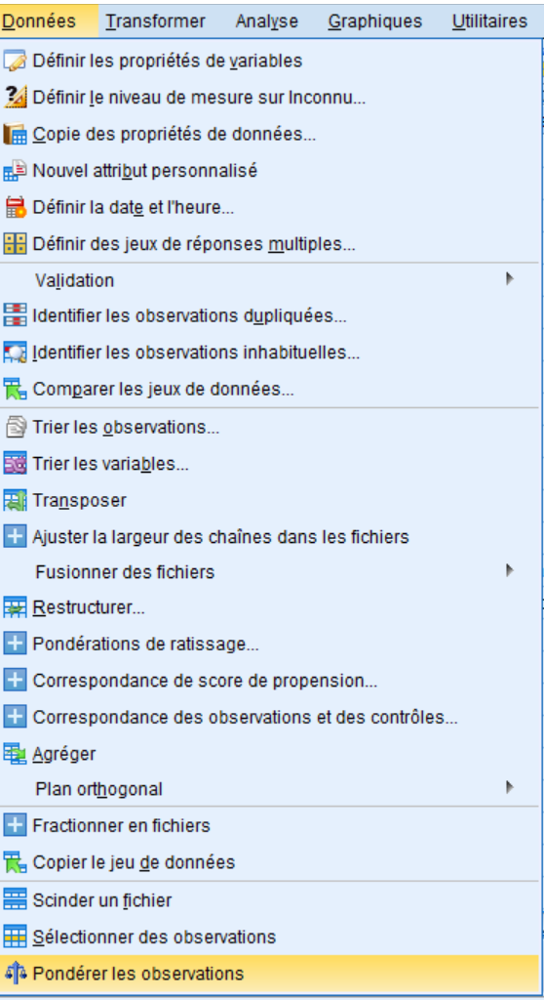 Données Transformer Analyse Graphiques Utilitaires
Définir les propriétés de variables
Définir le niveau de mesure sur Inconnu...
Copie des propriétés de données...
Nouvel attribut personnalisé
Définir la date et l'heure...
Définir des jeux de réponses multiples...
Validation
Identifier les observations dupliquées...
Identifier les observations inhabituelles...
Comparer les jeux de données...
Trier les observations...
Trier les variables...
Transposer
Ajuster la largeur des chaînes dans les fichiers
Fusionner des fichiers
Restructurer...
Pondérations de ratissage...
Correspondance de score de propension...
Correspondance des observations et des contrôles...
Agréger
Plan orthogonal
Fractionner en fichiers
Copier le jeu de données
Scinder un fichier
Sélectionner des observations
Pondérer les observations